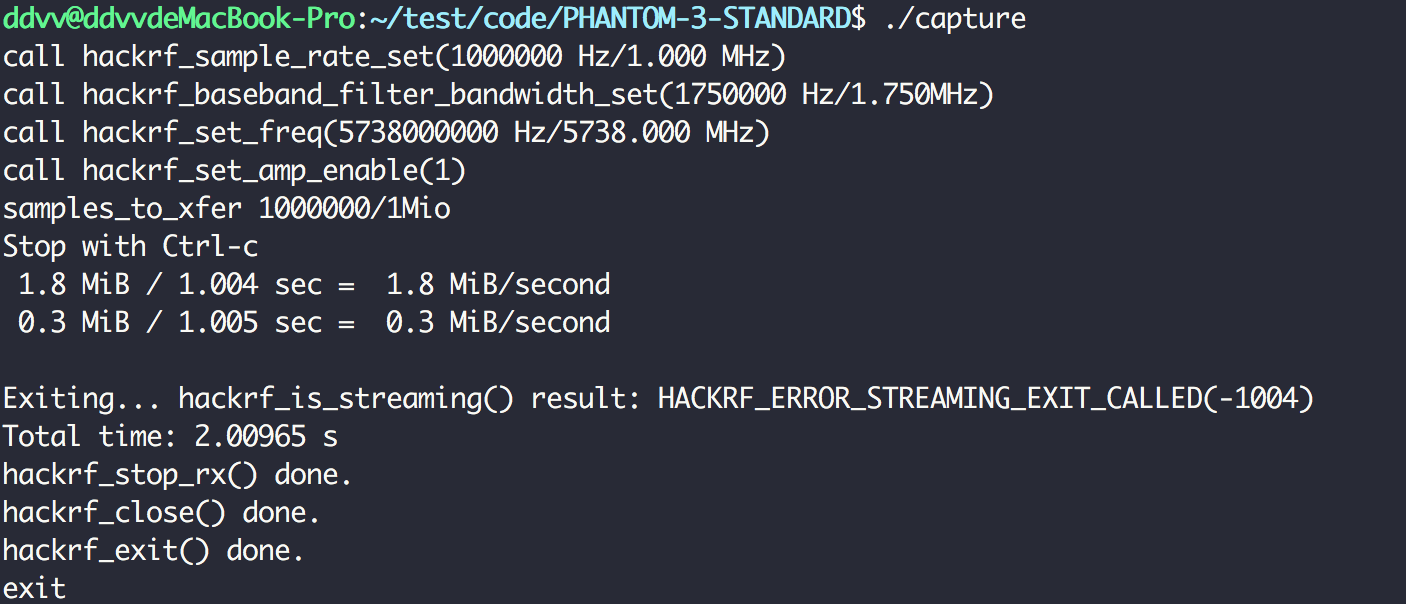 ddvv@ddvvdeMacBook-Pro:~/test/code/PHANTOM-3-STANDARD$ ./capture
call hackrf_sample_rate_set(1000000 Hz/1.000 MHz)
call hackrf_baseband_filter_bandwidth_set(1750000 Hz/1.750MHz)
call hackrf_set_freq(5738000000 Hz/5738.000 MHz)
call hackrf_set_amp_enable(1)
samples_to_xfer 1000000/1Mio
Stop with Ctrl-c
 1.8 MiB / 1.004 sec =  1.8 MiB/second
 0.3 MiB / 1.005 sec =  0.3 MiB/second

Exiting... hackrf_is_streaming() result: HACKRF_ERROR_STREAMING_EXIT_CALLED(-1004)
Total time: 2.00965 s
hackrf_stop_rx() done.
hackrf_close() done.
hackrf_exit() done.
exit